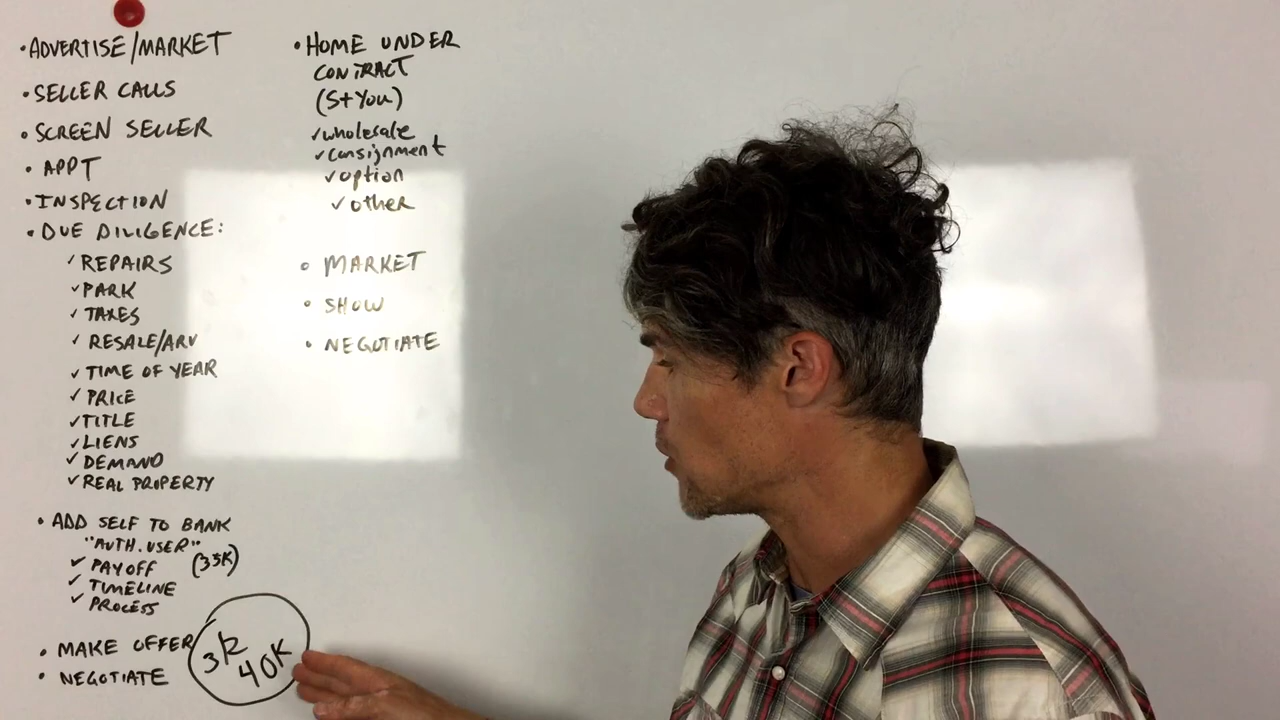 • ADVERTISE/MARKET
• SELLER CALLS
• SCREEN SELLER
• APPT
• INSPECTION
• DUE DILIGENCE:
✓ REPAIRS
✓ PARK
✓ TAXES
✓ RESALE/ARV
✓ TIME OF YEAR
✓ PRICE
✓ TITLE
✓ LIENS
✓ DEMAND
✓ REAL PROPERTY
• ADD SELF TO BANK
"AUTH. USER"
✓ PAYOFF (35K)
✓ TIMELINE
✓ PROCESS
• MAKE OFFER
• NEGOTIATE
40K
• HOME UNDER
CONTRACT
(S+YOU)
✓ wholesale
✓ consignment
✓ option
✓ other
• MARKET
• SHOW
• NEGOTIATE